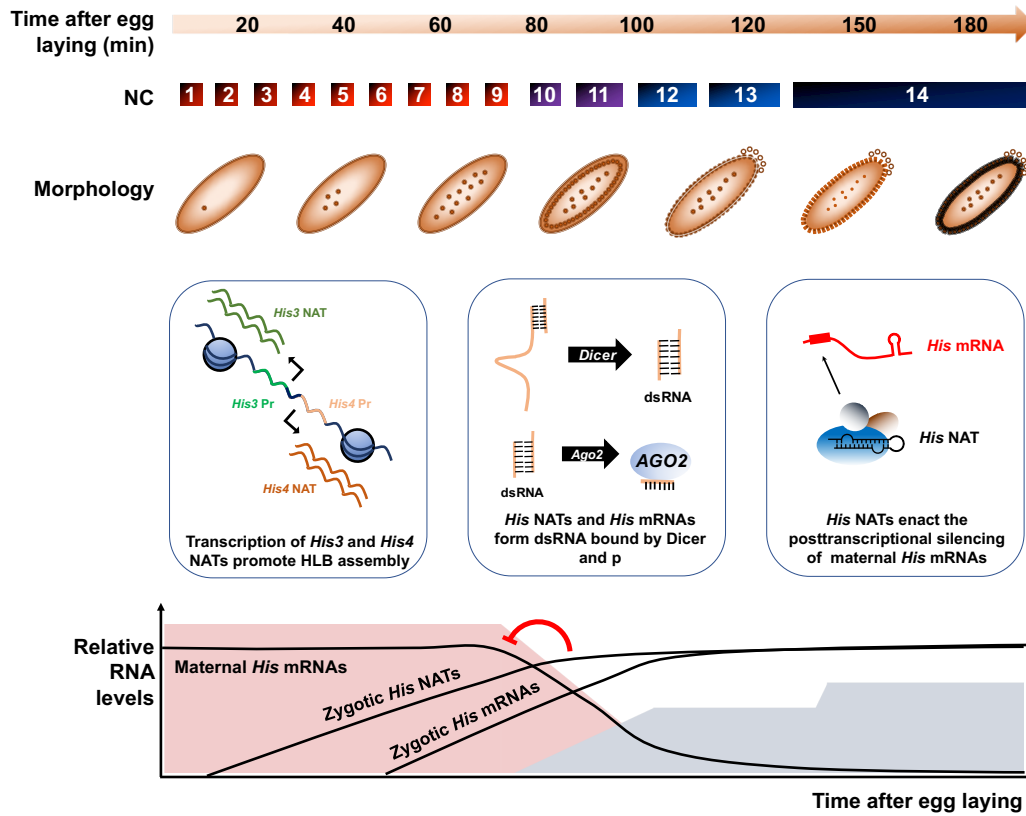 Time after egg
laying (min)
20 40 60 80 100 120 150 180
NC
1 2 3 4 5 6 7 8 9 10 11 12 13 14
Morphology
His3 NAT
His3 Pr
His4 Pr
His4 NAT
Transcription of His3 and His4
NATs promote HLB assembly
Dicer
dsRNA
Ago2
AGO2
dsRNA
His NATs and His mRNAs
form dsRNA bound by Dicer
and p
His mRNA
His NAT
His NATs enact the
posttranscriptional silencing
of maternal His mRNAs
Relative
RNA
levels
Maternal His mRNAs
Zygotic His NATs
Zygotic His mRNAs
Time after egg laying